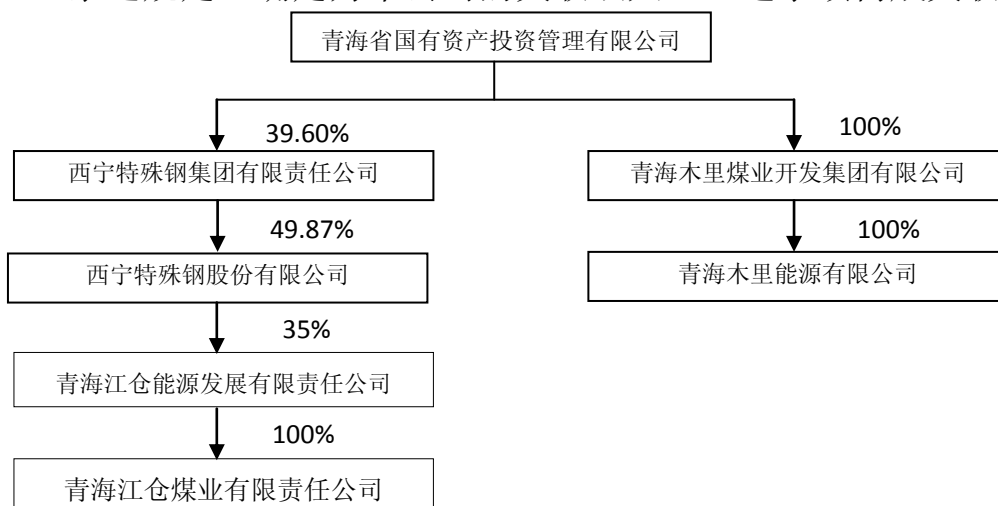 青海省国有资产投资管理有限公司
39.60%
100%
西宁特殊钢集团有限责任公司
青海木里煤业开发集团有限公司
49.87%
100%
西宁特殊钢股份有限公司
青海木里能源有限公司
35%
青海江仓能源发展有限责任公司
100%
青海江仓煤业有限责任公司